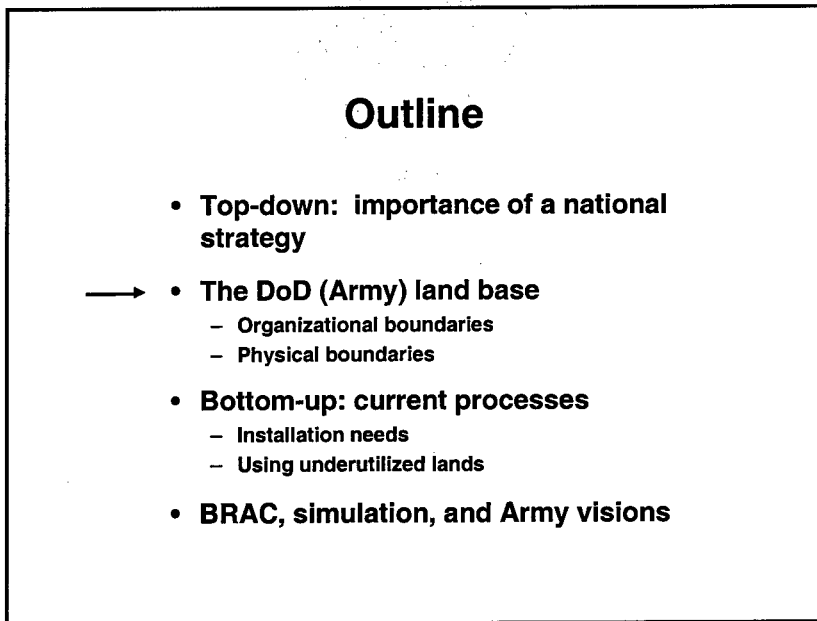 Outline
• Top-down: importance of a national
strategy
• The DoD (Army) land base
– Organizational boundaries
– Physical boundaries
• Bottom-up: current processes
– Installation needs
– Using underutilized lands
• BRAC, simulation, and Army visions